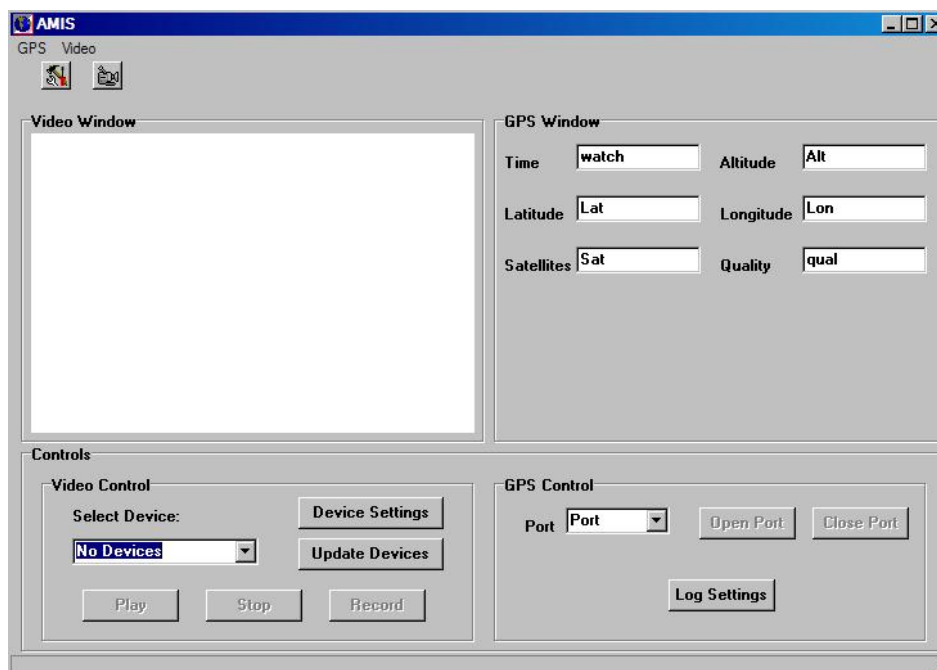 AMIS
GPS Video
Video Window
GPS Window
Time watch Altitude Alt
Latitude Lat Longitude Lon
Satellites Sat Quality qual
Controls
Video Control
Select Device:
Device Settings
No Devices
Update Devices
Play Stop Record
GPS Control
Port Port Open Port Close Port
Log Settings